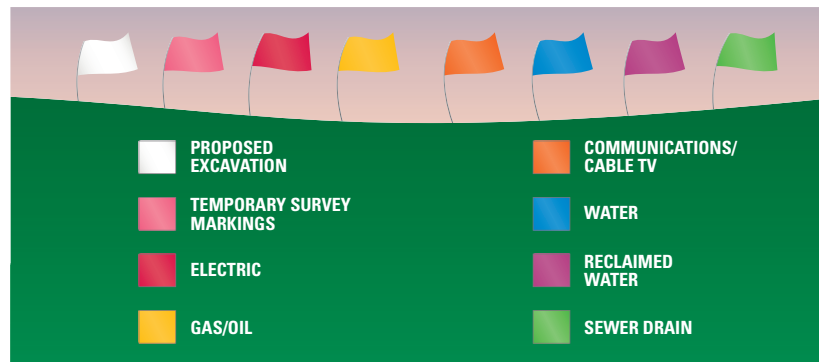 PROPOSED
EXCAVATION
TEMPORARY SURVEY
MARKINGS
ELECTRIC
GAS/OIL
COMMUNICATIONS/
CABLE TV
WATER
RECLAIMED
WATER
SEWER DRAIN